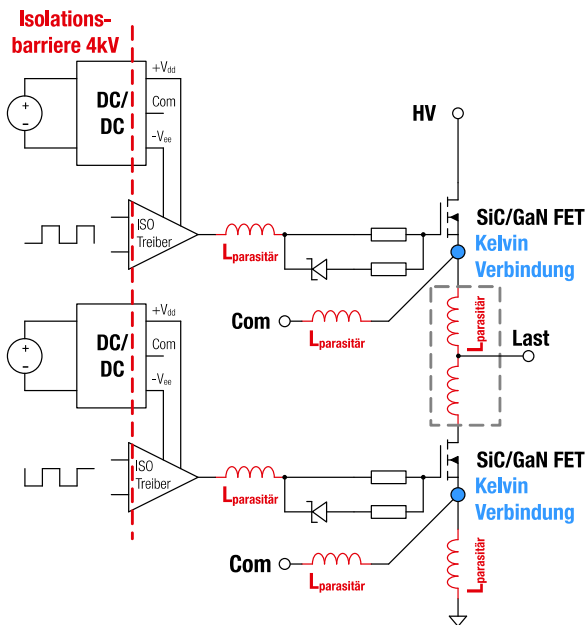 Isolations-
barriere 4kV
+Vdd
DC/
DC
Com
-Vee
HV
ISO
Treiber
Lparasitär
SiC/GaN FET
Kelvin
Verbindung
Com
Lparasitär
Lparasitär
Last
+Vdd
DC/
DC
Com
-Vee
ISO
Treiber
Lparasitär
SiC/GaN FET
Kelvin
Verbindung
Com
Lparasitär
Lparasitär